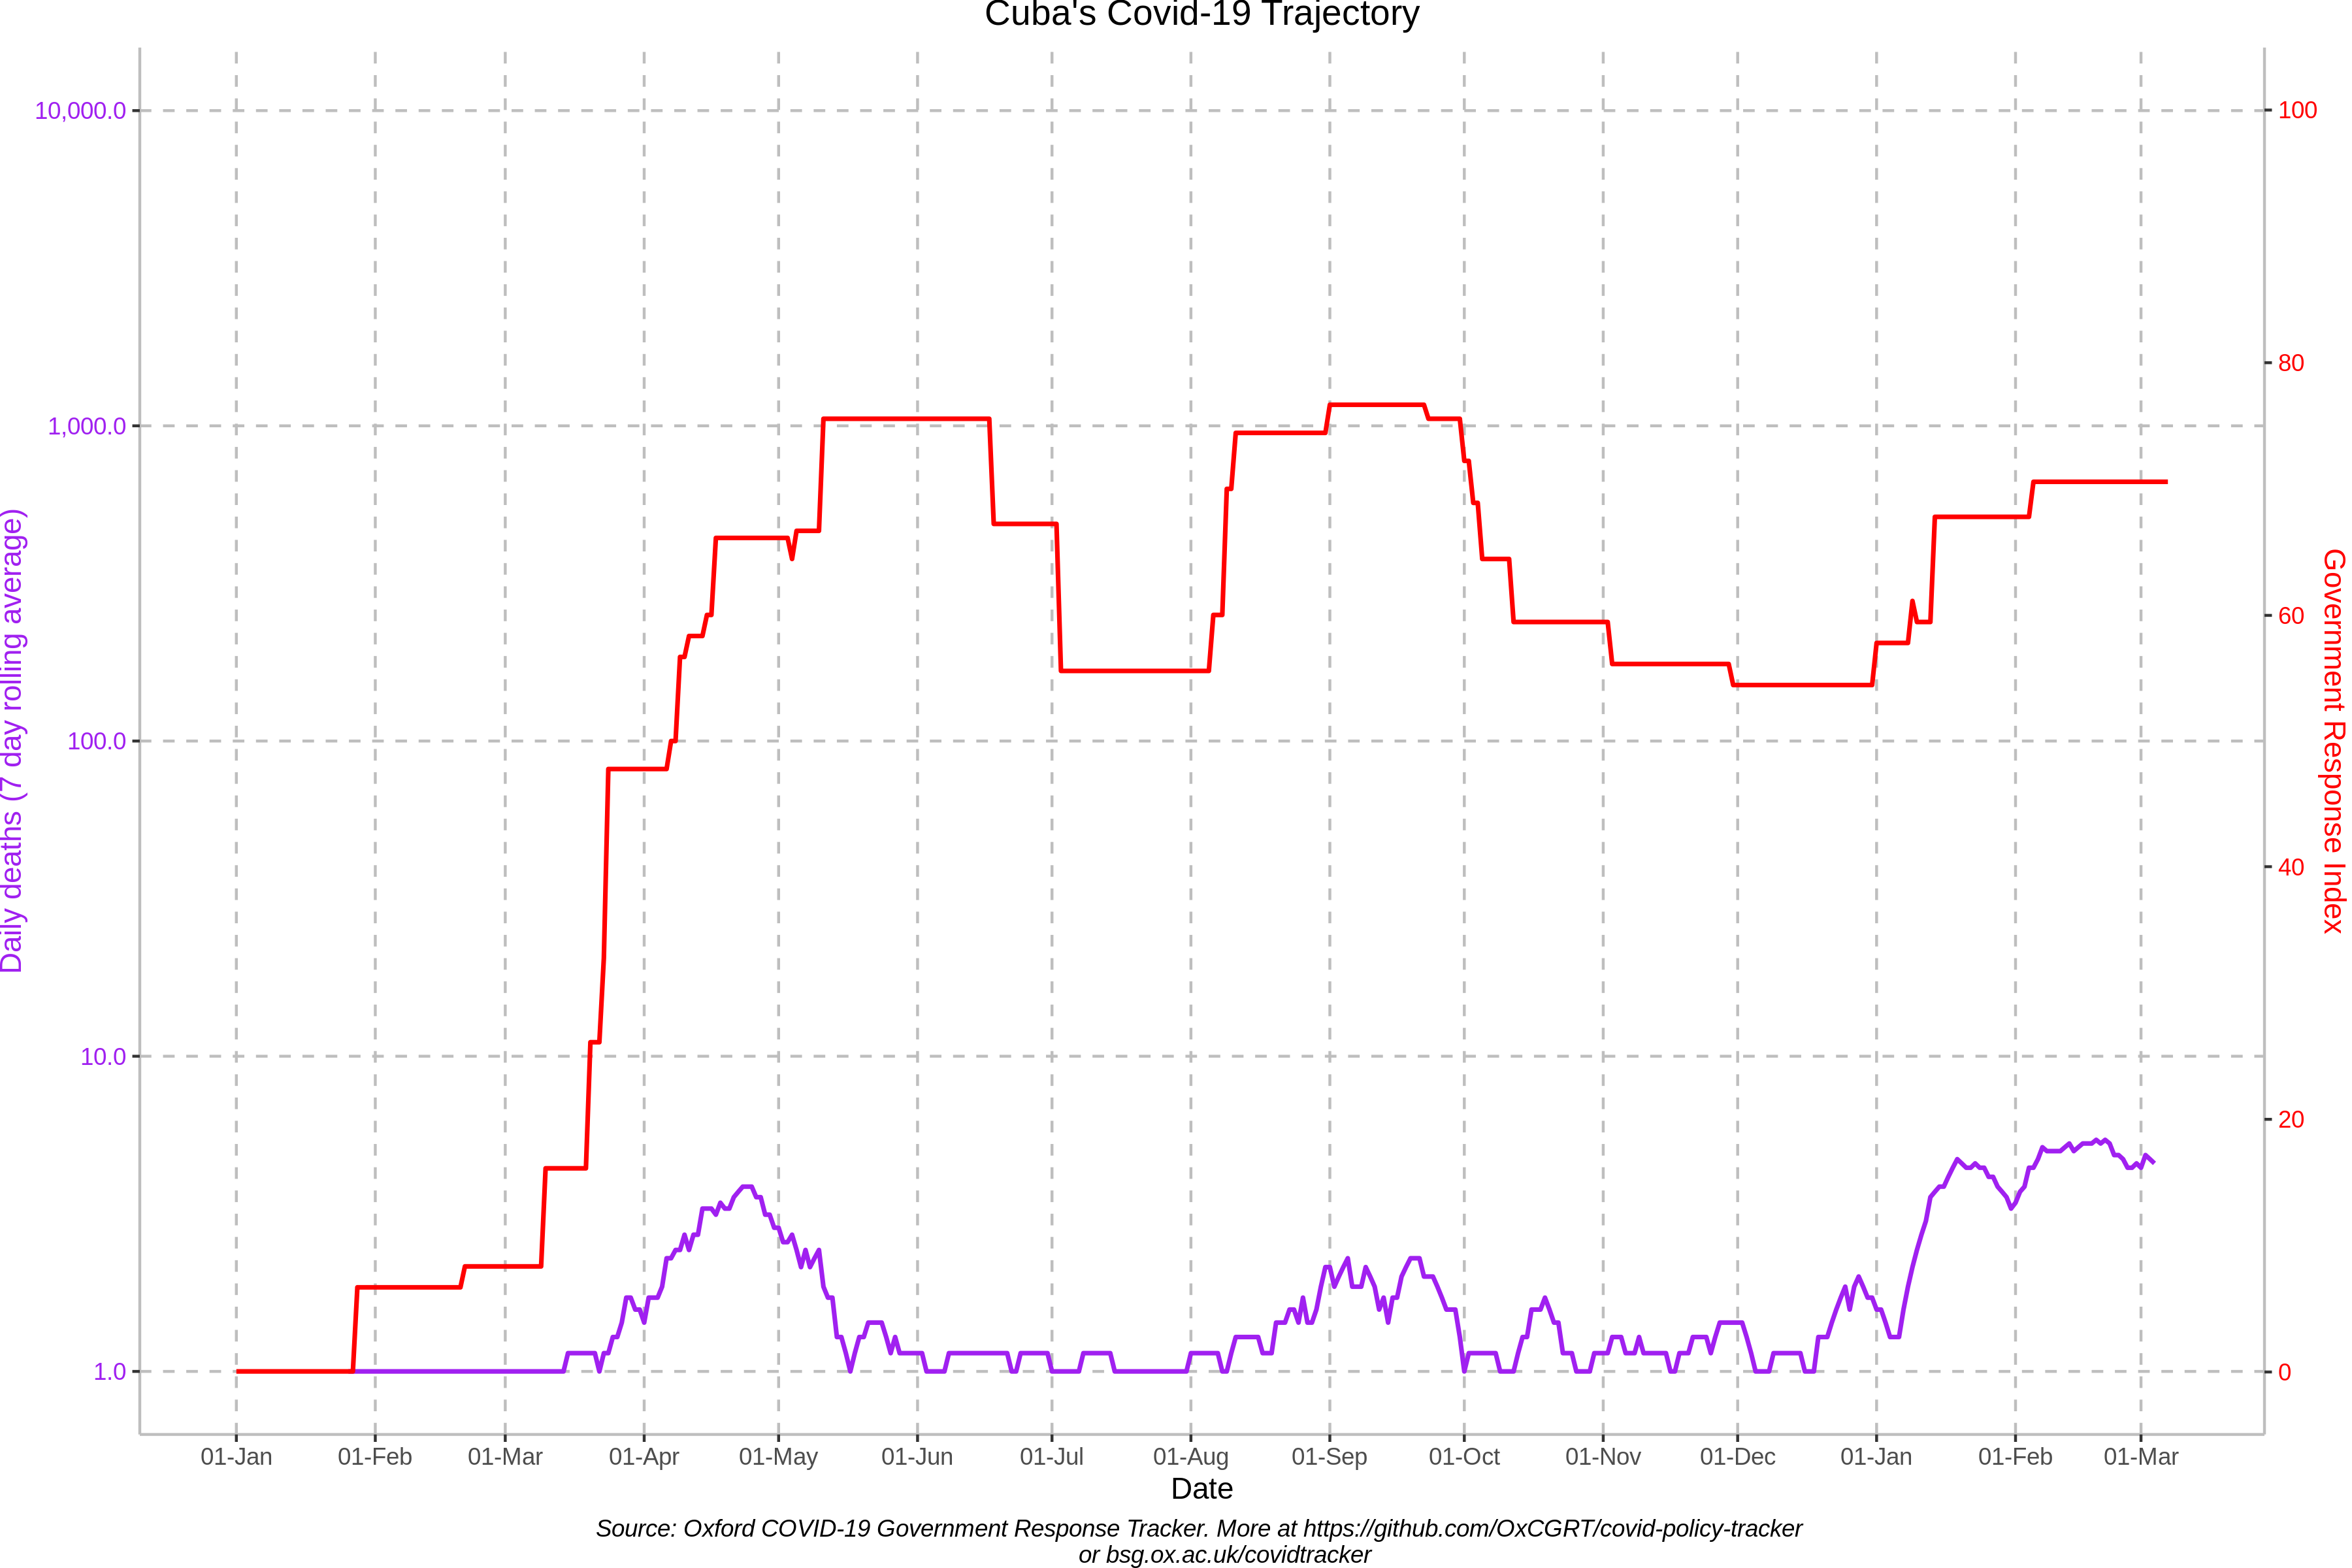 Cuba's Covid-19 Trajectory
10,000.0
1,000.0
100.0
10.0
1.0
Daily deaths (7 day rolling average)
100
80
60
40
20
0
Government Response Index
01-Jan 01-Feb 01-Mar 01-Apr 01-May 01-Jun 01-Jul 01-Aug 01-Sep 01-Oct 01-Nov 01-Dec 01-Jan 01-Feb 01-Mar
Date
Source: Oxford COVID-19 Government Response Tracker. More at https://github.com/OxCGRT/covid-policy-tracker
or bsg.ox.ac.uk/covidtracker